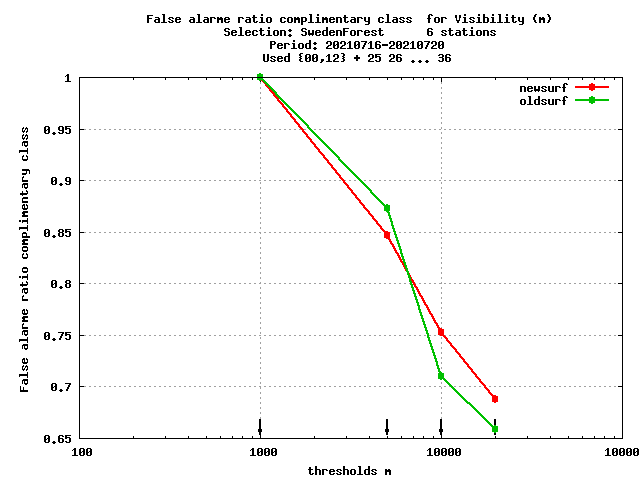 False alarme ratio complimentary class  for Visibility (m)
Selection: SwedenForest      6 stations
Period: 20210716-20210720
Used {00,12} + 25 26 ... 36
newsurf
oldsurf
1
0.95
0.9
0.85
0.8
0.75
0.7
0.65
False alarme ratio complimentary class
100
1000
10000
10000
thresholds m